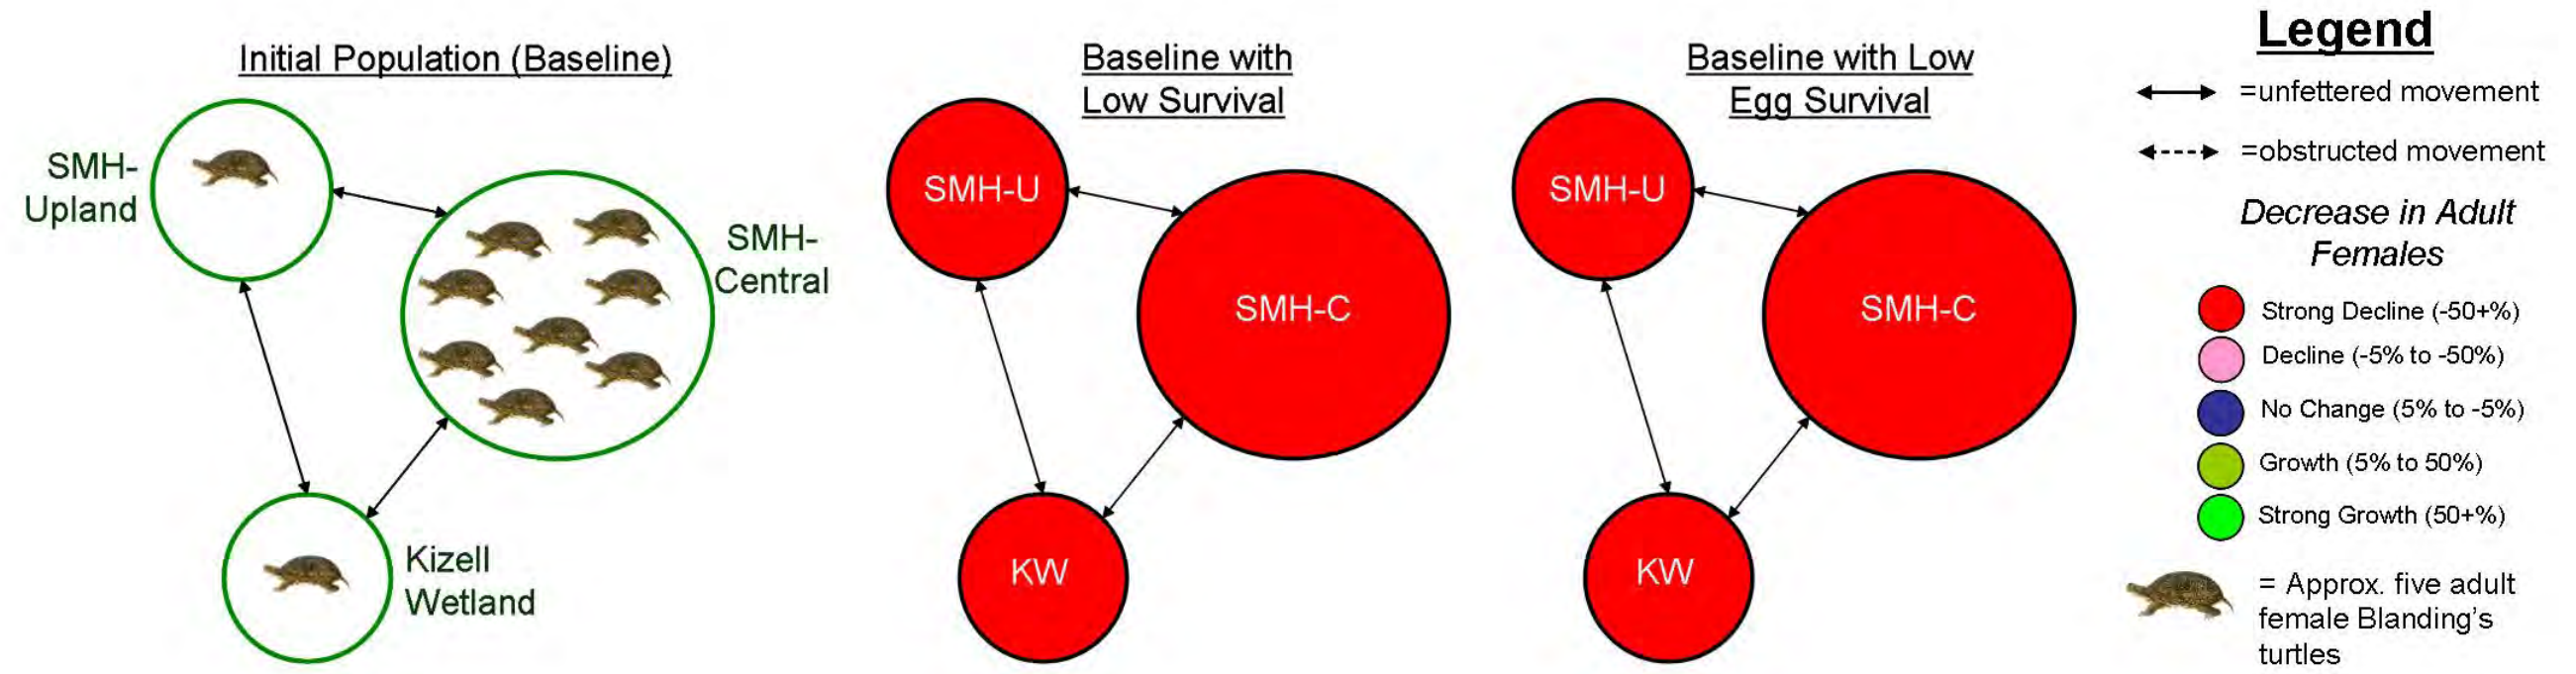 Initial Population (Baseline)
SMH-
Upland
SMH-
Central
Kizell
Wetland
Baseline with
Low Survival
SMH-U
SMH-C
KW
Baseline with Low
Egg Survival
SMH-U
SMH-C
KW
Legend
=unfettered movement
=obstructed movement
Decrease in Adult
Females
Strong Decline (-50+%)
Decline (-5% to -50%)
No Change (5% to -5%)
Growth (5% to 50%)
Strong Growth (50+%)
= Approx. five adult
female Blanding's
turtles